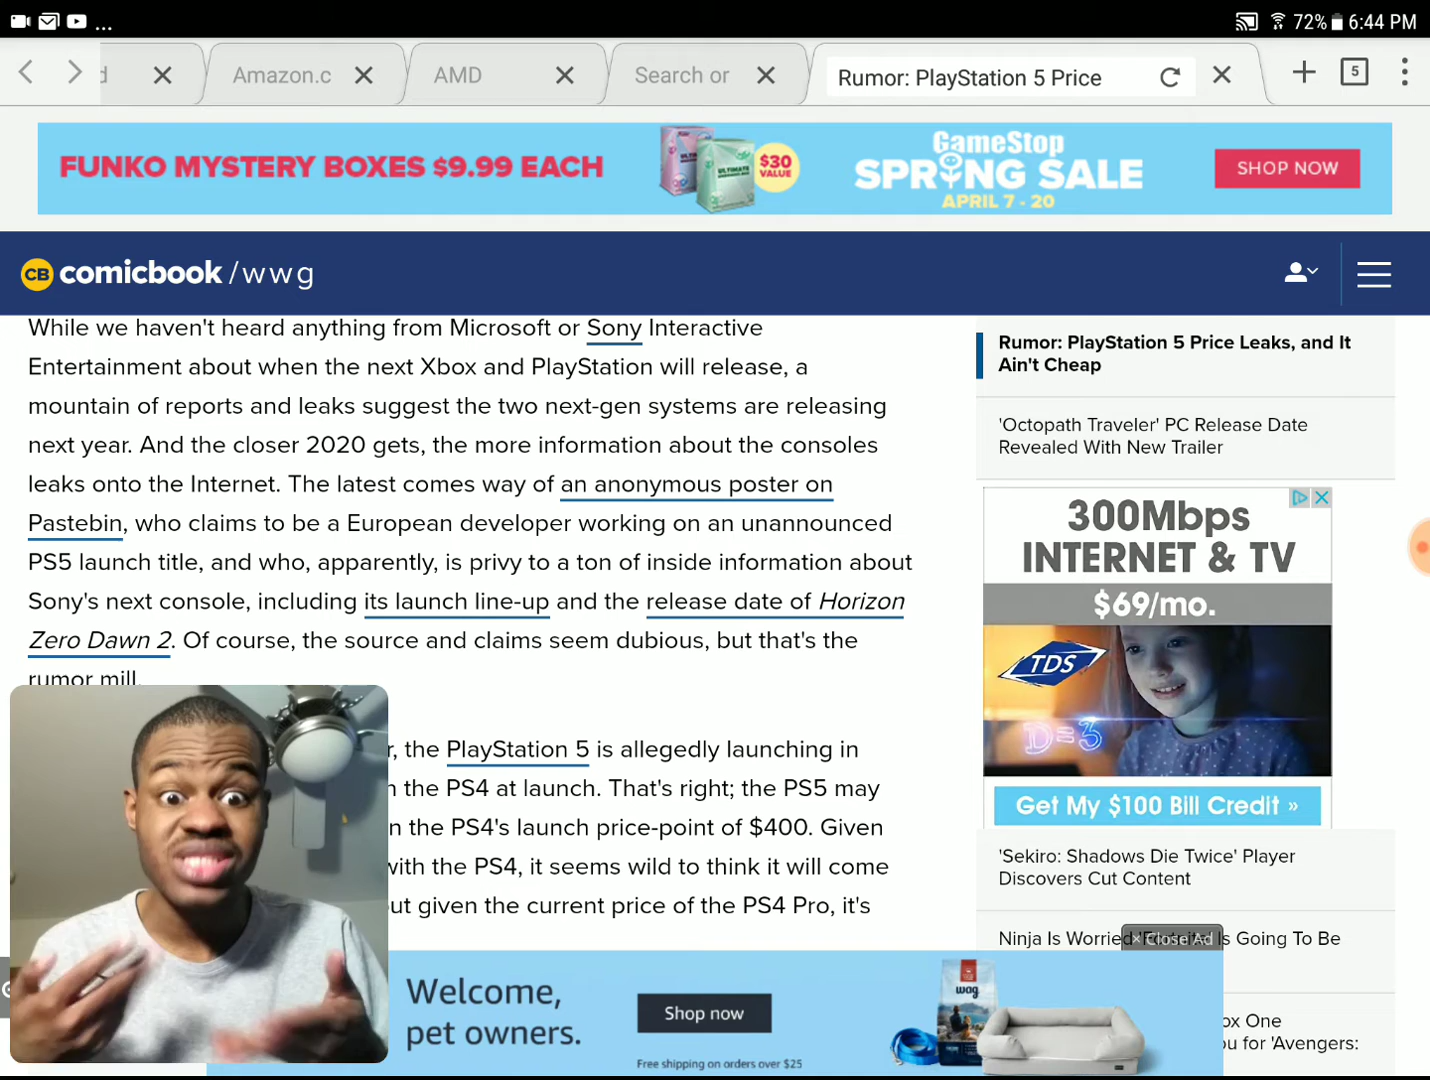 ...
72% 6:44 PM
d
Amazon.c
AMD
Search or
Rumor: PlayStation 5 Price
5
FUNKO MYSTERY BOXES $9.99 EACH
ULTIMATE
$30
VALUE
GameStop
SPRING SALE
APRIL 7 - 20
SHOP NOW
CB comicbook /wwg
While we haven't heard anything from Microsoft or Sony Interactive
Entertainment about when the next Xbox and PlayStation will release, a
mountain of reports and leaks suggest the two next-gen systems are releasing
next year. And the closer 2020 gets, the more information about the consoles
leaks onto the Internet. The latest comes way of an anonymous poster on
Pastebin, who claims to be a European developer working on an unannounced
PS5 launch title, and who, apparently, is privy to a ton of inside information about
Sony's next console, including its launch line-up and the release date of Horizon
Zero Dawn 2. Of course, the source and claims seem dubious, but that's the
rumor mill.
r, the PlayStation 5 is allegedly launching in
n the PS4 at launch. That's right; the PS5 may
n the PS4's launch price-point of $400. Given
with the PS4, it seems wild to think it will come
ut given the current price of the PS4 Pro, it's
Rumor: PlayStation 5 Price Leaks, and It
Ain't Cheap
'Octopath Traveler' PC Release Date
Revealed With New Trailer
300Mbps
INTERNET & TV
$69/mo.
TDS
D=3
Get My $100 Bill Credit »
'Sekiro: Shadows Die Twice' Player
Discovers Cut Content
Ninja Is Worried 'Fortnite' Is Going To Be
× Close Ad
ox One
ou for 'Avengers:
Welcome,
pet owners.
Shop now
Free shipping on orders over $25
wag